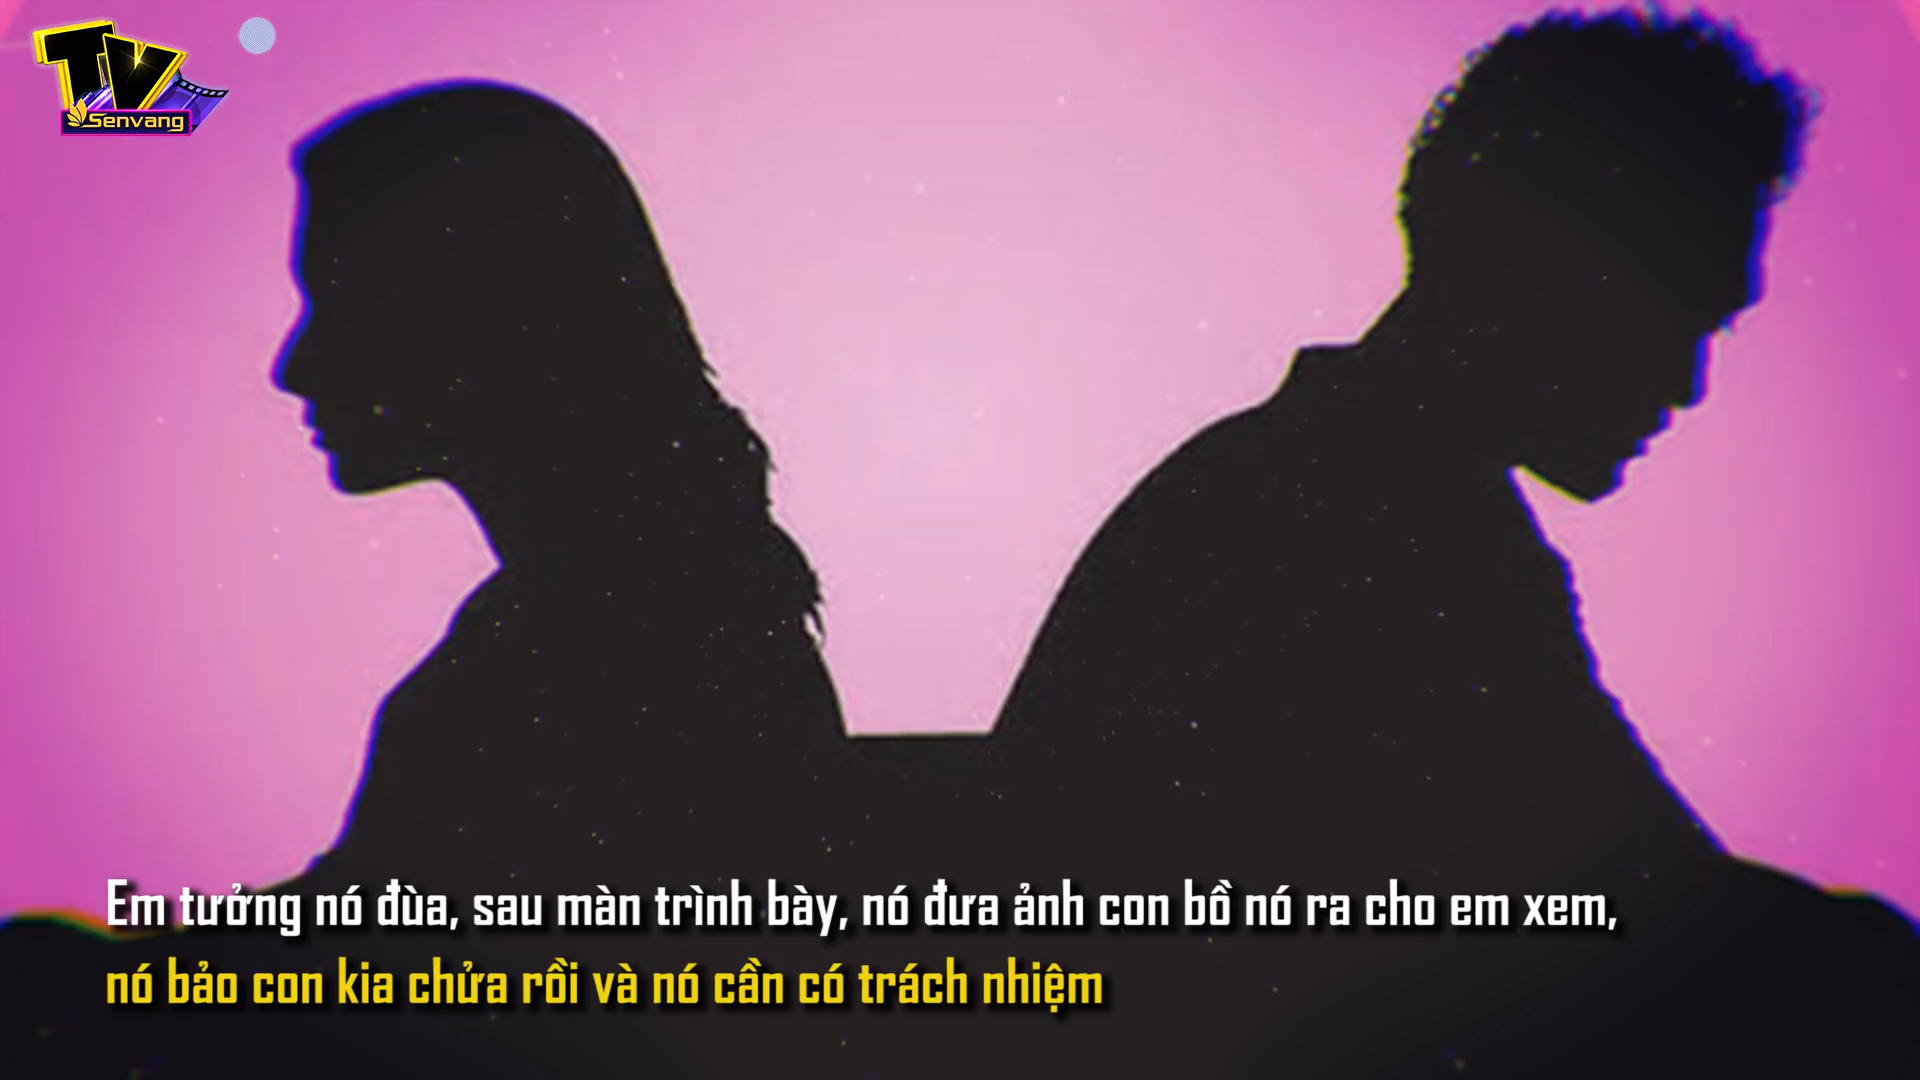 TV
Senvang
Em tưởng nó đùa, sau màn trình bày, nó đưa ảnh con bồ nó ra cho em xem,
nó bảo con kia chửa rồi và nó cần có trách nhiệm